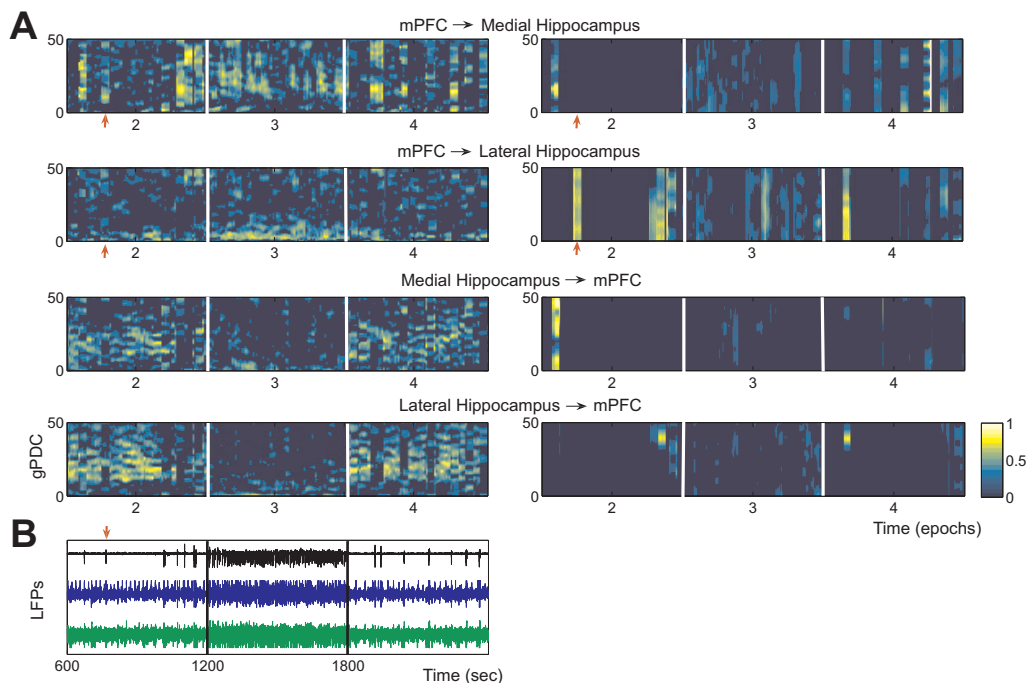 A
mPFC → Medial Hippocampus
50
0
2 3 4
2 3 4
mPFC → Lateral Hippocampus
50 50
0 0
2 3 4
2 3 4
Medial Hippocampus → mPFC
50 50
0 0
2 3 4
2 3 4
Lateral Hippocampus → mPFC
50 50
gPDC
0 0
2 3 4
2 3 4
1
0.5
0
Time (epochs)
B
LFPs
600 1200 1800
Time (sec)